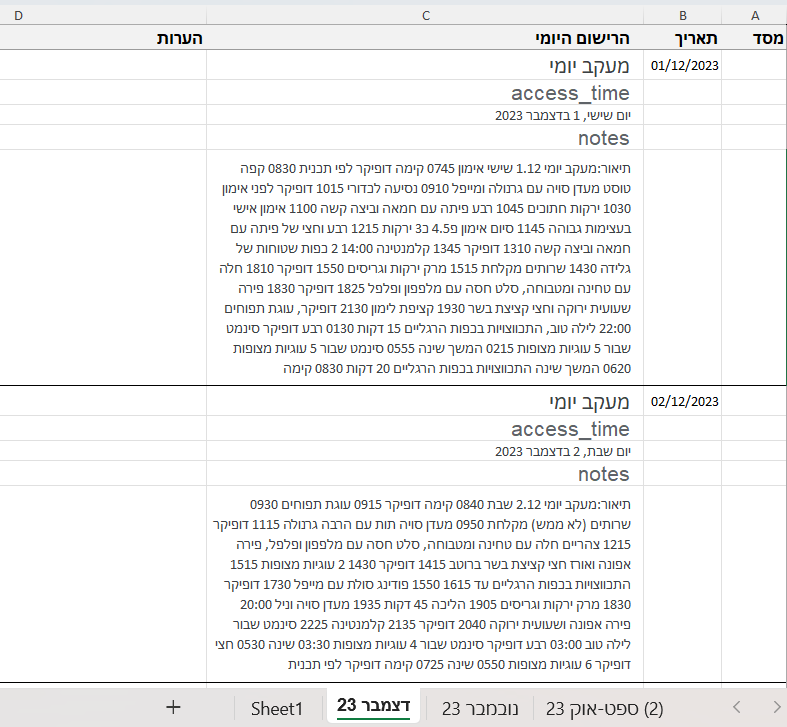 D C B A
מסד תאריך הרישום היומי הערות
01/12/2023 מעקב יומי
access_time
יום שישי, 1 בדצמבר 2023
notes
תיאור:מעקב יומי 1.12 שישי אימון 0745 קימה דופיקר לפי תכנית 0830 קפה
טוסט מעדן סויה עם גרנולה ומייפל 0910 נסיעה לכדורי 1015 דופיקר לפני אימון
1030 ירקות חתוכים 1045 רבע פיתה עם חמאה וביצה קשה 1100 אימון אישי
בעצימות גבוהה 1145 סיום אימון פ4.5 כ3 ירקות 1215 רבע וחצי של פיתה עם
חמאה וביצה קשה 1310 דופיקר 1345 קלמנטינה 14:00 2 כפות שטוחות של
גלידה 1430 שרותים מקלחת 1515 מרק ירקות וגריסים 1550 דופיקר 1810 חלה
עם טחינה ומטבוחה, סלט חסה עם מלפפון ופלפל 1825 דופיקר 1830 פירה
שעועית ירוקה וחצי קציצת בשר 1930 קציפת לימון 2130 דופיקר, עוגת תפוחים
22:00 לילה טוב, התכווצויות בכפות הרגליים 15 דקות 0130 רבע דופיקר סינמט
שבור 5 עוגיות מצופות 0215 המשך שינה 0555 סינמט שבור 5 עוגיות מצופות
0620 המשך שינה התכווצויות בכפות הרגליים 20 דקות 0830 קימה
02/12/2023 מעקב יומי
access_time
יום שבת, 2 בדצמבר 2023
notes
תיאור:מעקב יומי 2.12 שבת 0840 קימה דופיקר 0915 עוגת תפוחים 0930
שרותים (לא ממש) מקלחת 0950 מעדן סויה תות עם הרבה גרנולה 1115 דופיקר
1215 צהריים חלה עם טחינה ומטבוחה, סלט חסה עם מלפפון ופלפל, פירה
אפונה ואורז חצי קציצת בשר ברוטב 1415 דופיקר 1430 2 עוגיות מצופות 1515
התכווצויות בכפות הרגליים עד 1615 1550 פודינג סולת עם מייפל 1730 דופיקר
1830 מרק ירקות וגריסים 1905 הליכה 45 דקות 1935 מעדן סויה וניל 20:00
פירה אפונה ושעועית ירוקה 2040 דופיקר 2135 קלמנטינה 2225 סינמט שבור
לילה טוב 03:00 רבע דופיקר סינמט שבור 4 עוגיות מצופות 03:30 שינה 0530 חצי
דופיקר 6 עוגיות מצופות 0550 שינה 0725 קימה דופיקר לפי תכנית
ספט-אוק 23 (2) נובמבר 23 דצמבר 23 Sheet1